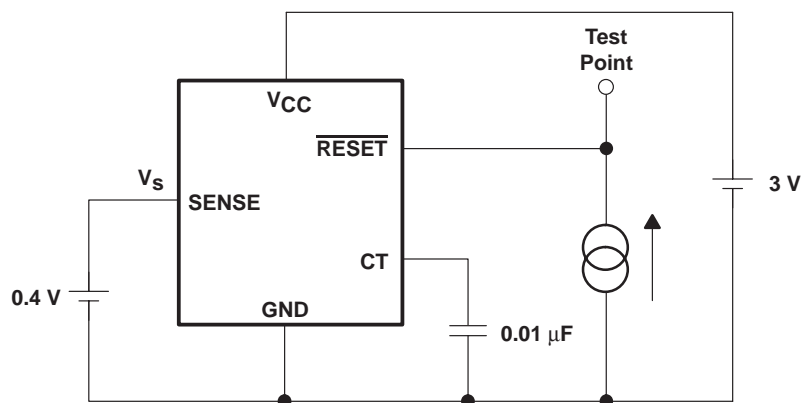 Test
Point
VCC
RESET
Vs
SENSE
3 V
CT
0.4 V
GND
0.01 μF